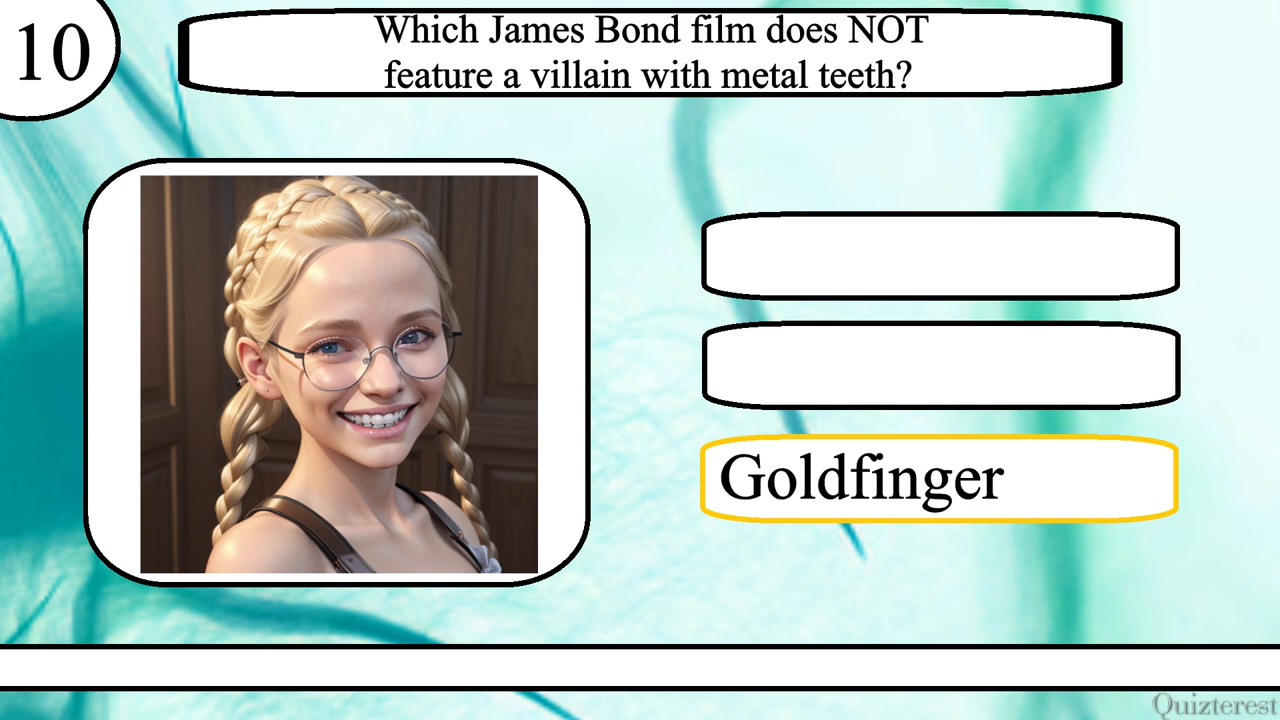 10
Which James Bond film does NOT
feature a villain with metal teeth?
Goldfinger
Quizterest